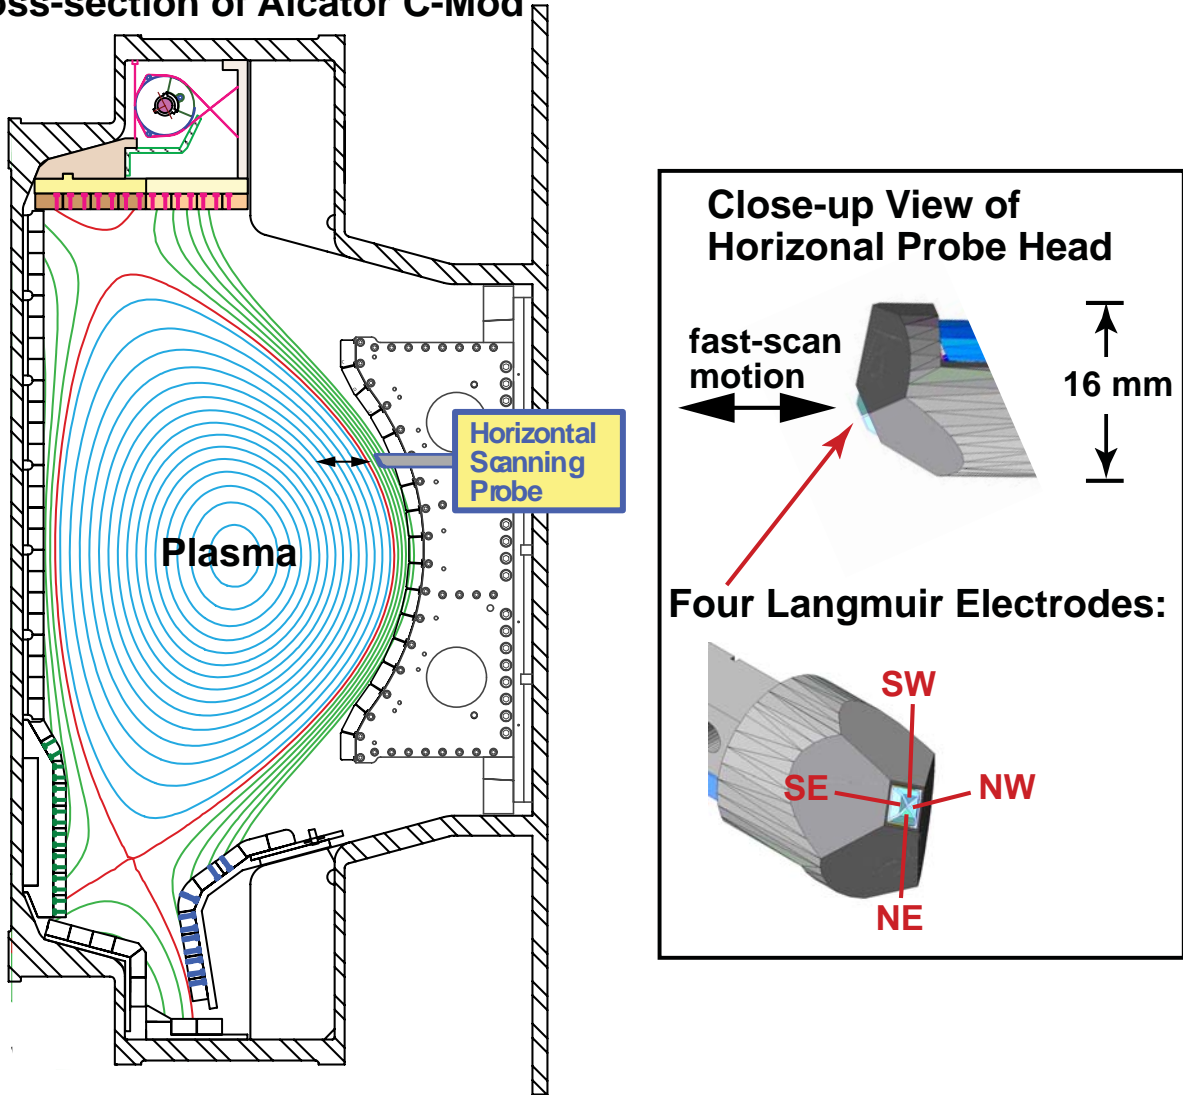 oss-section of Alcator C-Mod
Horizontal
Scanning
Probe
Plasma
Close-up View of
Horizonal Probe Head
fast-scan
motion
16 mm
Four Langmuir Electrodes:
SW
SE
NW
NE